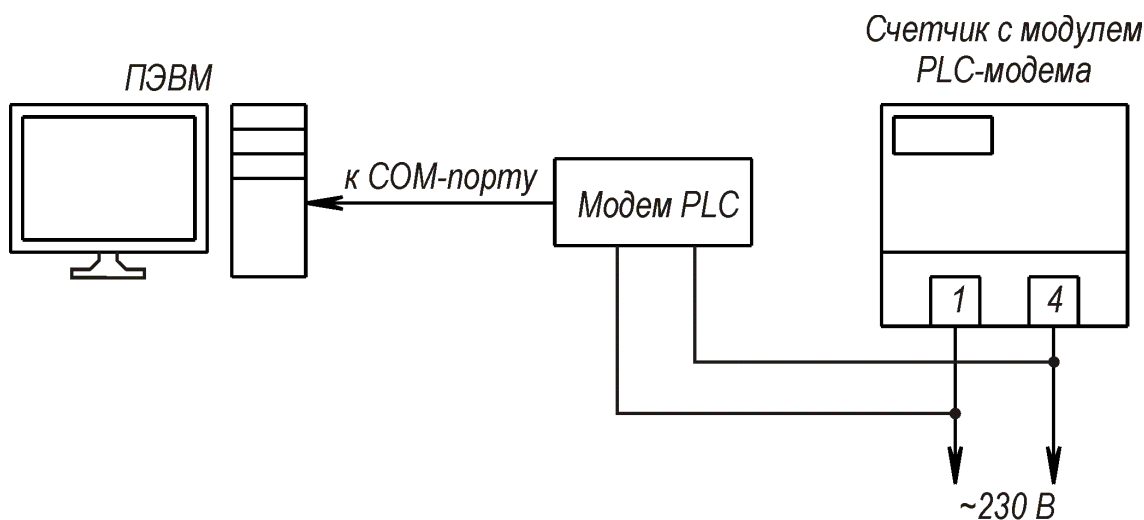 Счетчик с модулем
PLC-модема
ПЭВМ
к COM-порту
Модем PLC
1
4
~230 В